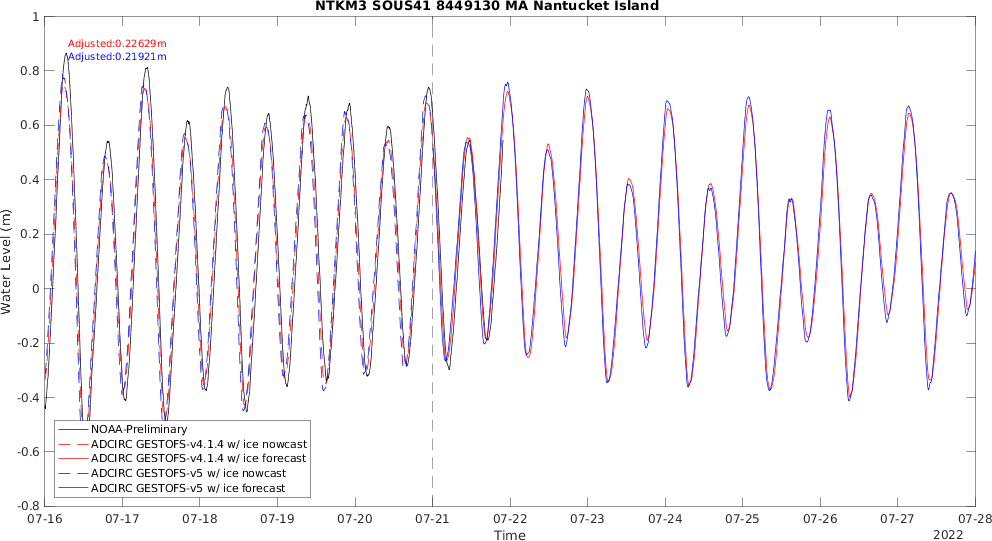 NTKM3 SOUS41 8449130 MA Nantucket Island
Adjusted:0.22629m
Adjusted:0.21921m
1
0.8
0.6
0.4
0.2
0
-0.2
-0.4
-0.6
-0.8
Water Level (m)
NOAA-Preliminary
ADCIRC GESTOFS-v4.1.4 w/ ice nowcast
ADCIRC GESTOFS-v4.1.4 w/ ice forecast
ADCIRC GESTOFS-v5 w/ ice nowcast
ADCIRC GESTOFS-v5 w/ ice forecast
07-16 07-17 07-18 07-19 07-20 07-21 07-22 07-23 07-24 07-25 07-26 07-27 07-28
Time
2022